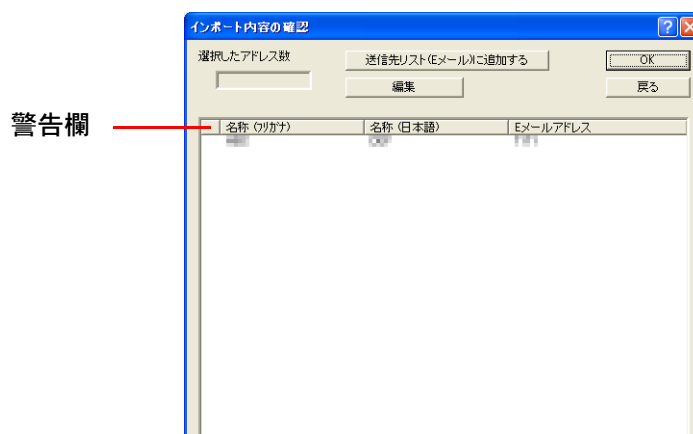 インポート内容の確認
選択したアドレス数
送信先リスト(Eメール)に追加する
OK
編集
戻る
警告欄
名称 (フリガナ)
名称 (日本語)
Eメールアドレス